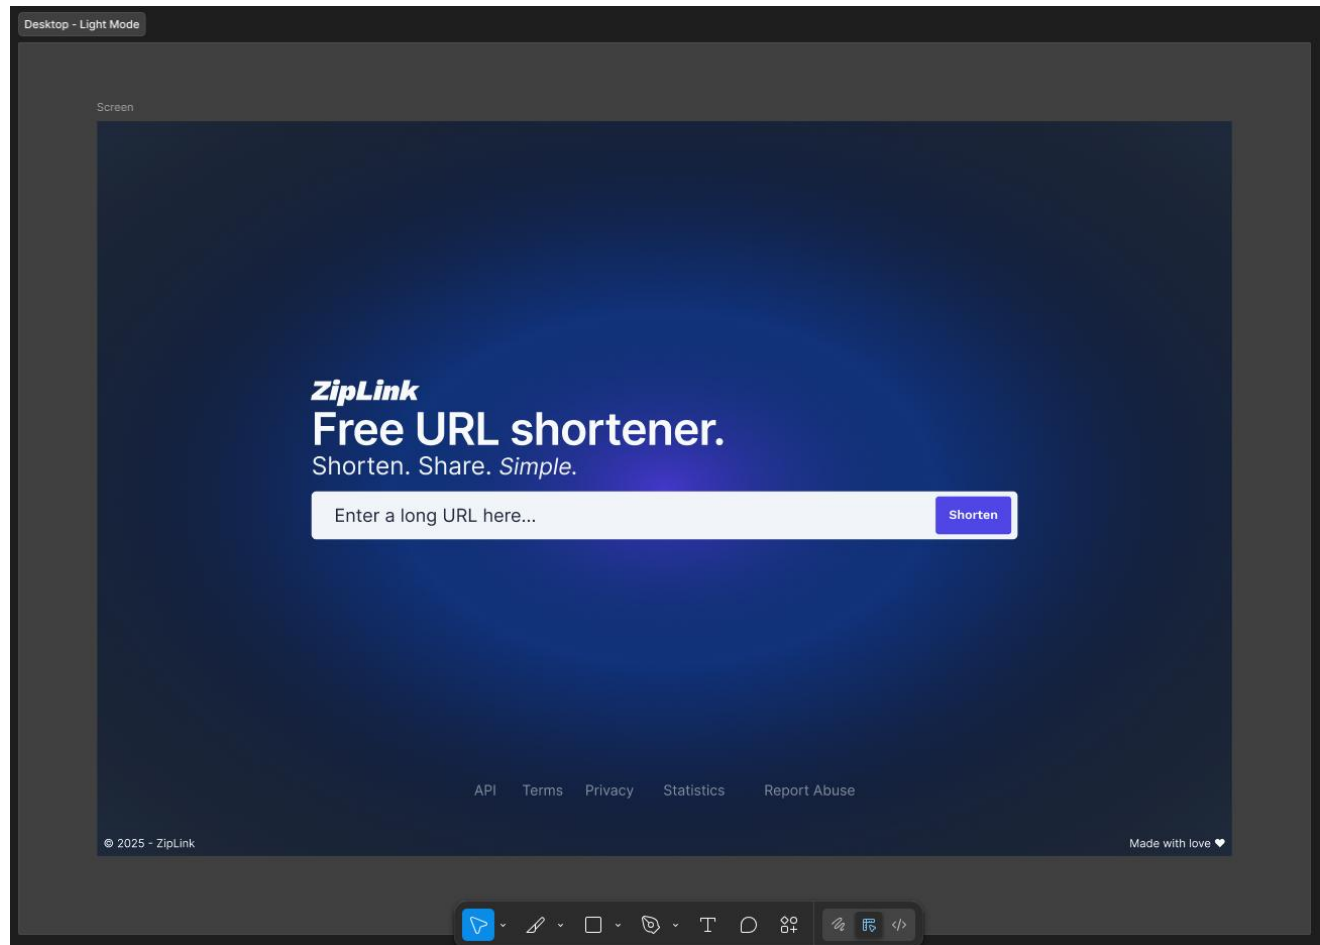 Desktop - Light Mode
Screen
ZipLink
Free URL shortener.
Shorten. Share. Simple.
Enter a long URL here... Shorten
API Terms Privacy Statistics Report Abuse
© 2025 - ZipLink Made with love ♥